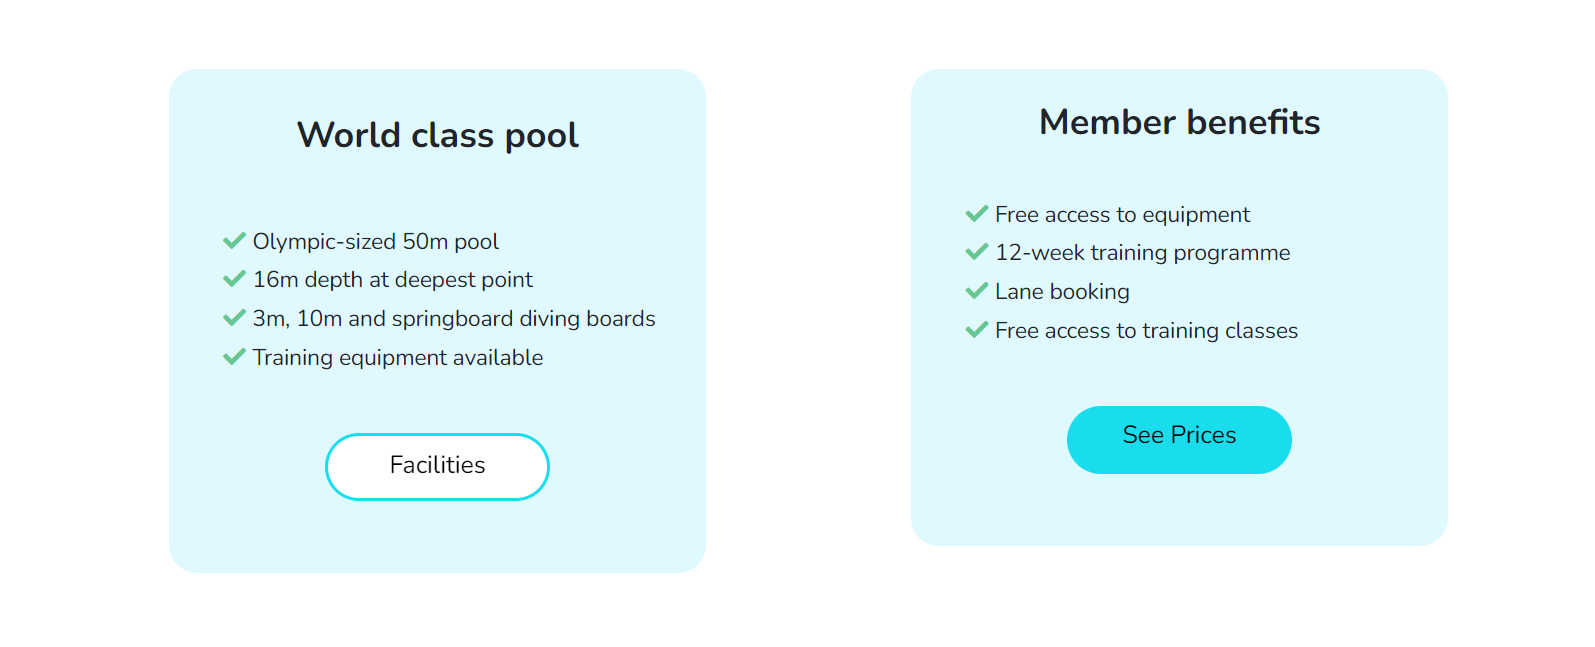 World class pool
Olympic-sized 50m pool
16m depth at deepest point
3m, 10m and springboard diving boards
Training equipment available
Facilities
Member benefits
Free access to equipment
12-week training programme
Lane booking
Free access to training classes
See Prices